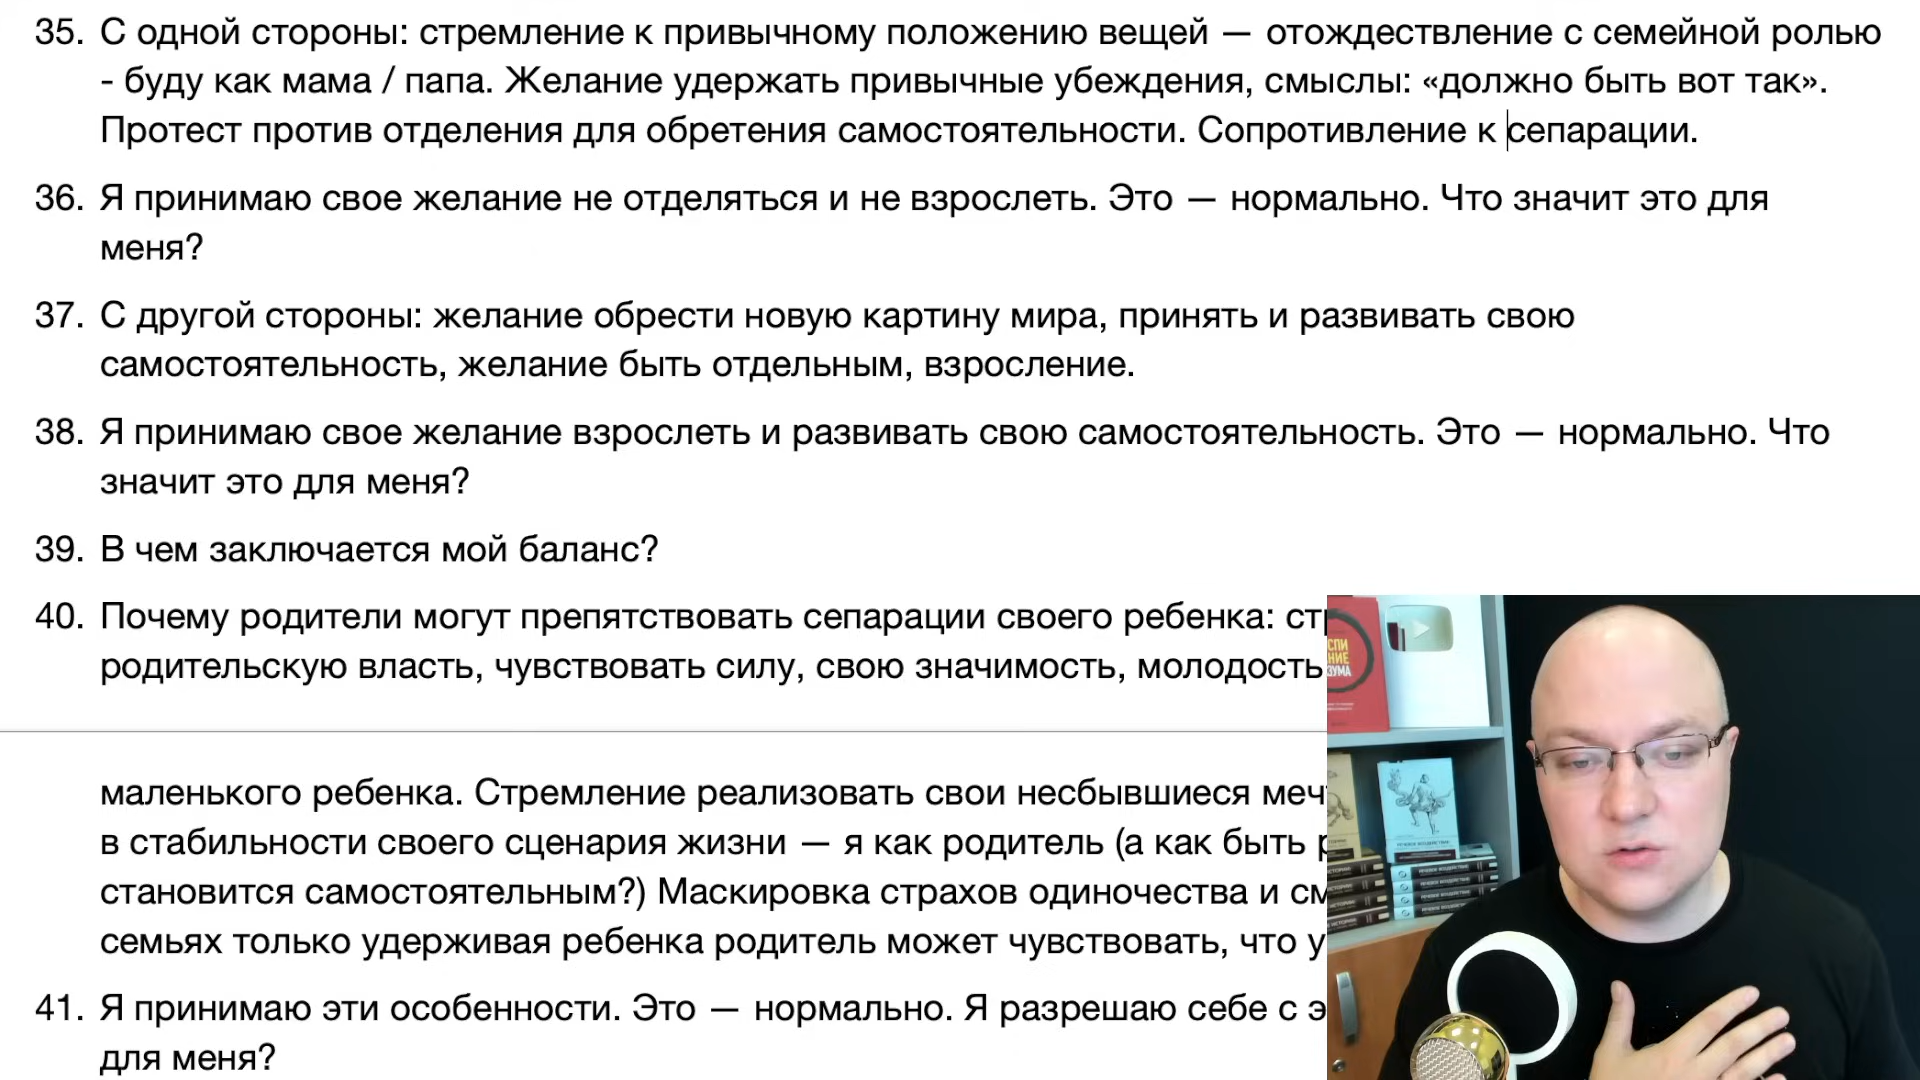 35. С одной стороны: стремление к привычному положению вещей — отождествление с семейной ролью
- буду как мама / папа. Желание удержать привычные убеждения, смыслы: «должно быть вот так».
Протест против отделения для обретения самостоятельности. Сопротивление к сепарации.
36. Я принимаю свое желание не отделяться и не взрослеть. Это — нормально. Что значит это для
меня?
37. С другой стороны: желание обрести новую картину мира, принять и развивать свою
самостоятельность, желание быть отдельным, взросление.
38. Я принимаю свое желание взрослеть и развивать свою самостоятельность. Это — нормально. Что
значит это для меня?
39. В чем заключается мой баланс?
40. Почему родители могут препятствовать сепарации своего ребенка:
родительскую власть, чувствовать силу, свою значимость, молодость
маленького ребенка. Стремление реализовать свои несбывшиеся
в стабильности своего сценария жизни — я как родитель (а как быть
становится самостоятельным?) Маскировка страхов одиночества и
семьях только удерживая ребенка родитель может чувствовать, что
41. Я принимаю эти особенности. Это — нормально. Я разрешаю себе с
для меня?